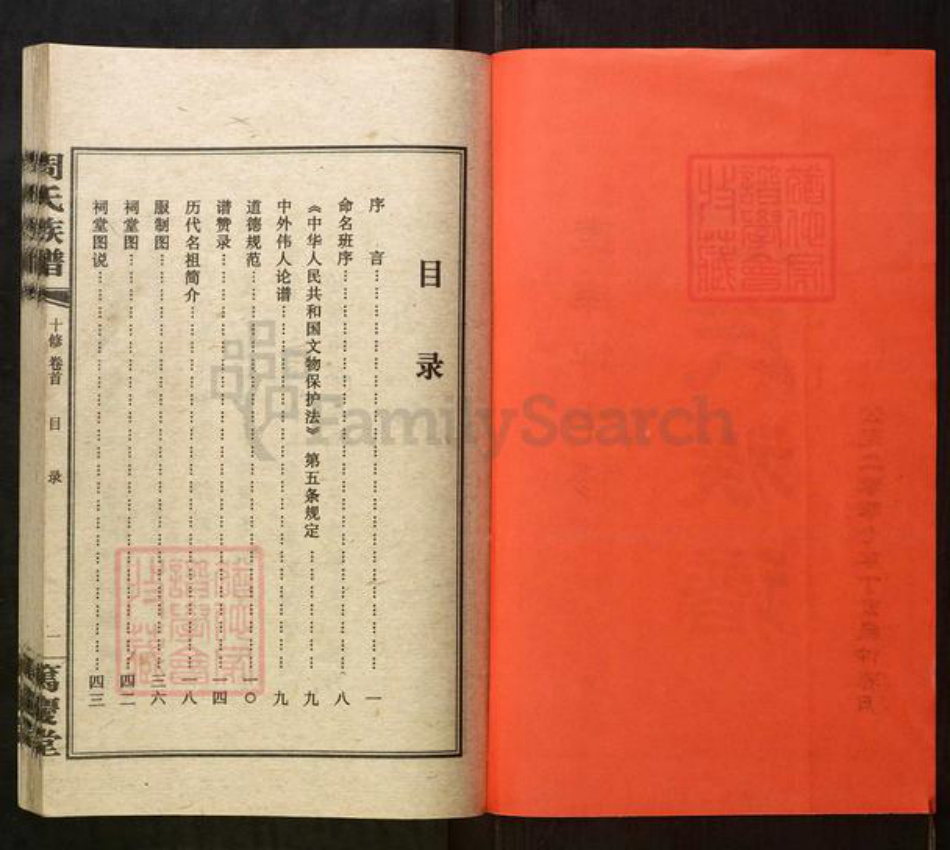 目 录
序 言……一
命名班序……八
《中华人民共和国文物保护法》第五条规定……九
中外伟人论谱……九
道德规范……一〇
谱赞录……一四
历代名祖简介……一八
服制图……三六
祠堂图……四二
祠堂图说……四三
周氏族谱
十修 卷首 目 录
一
万庆堂
FamilySearch